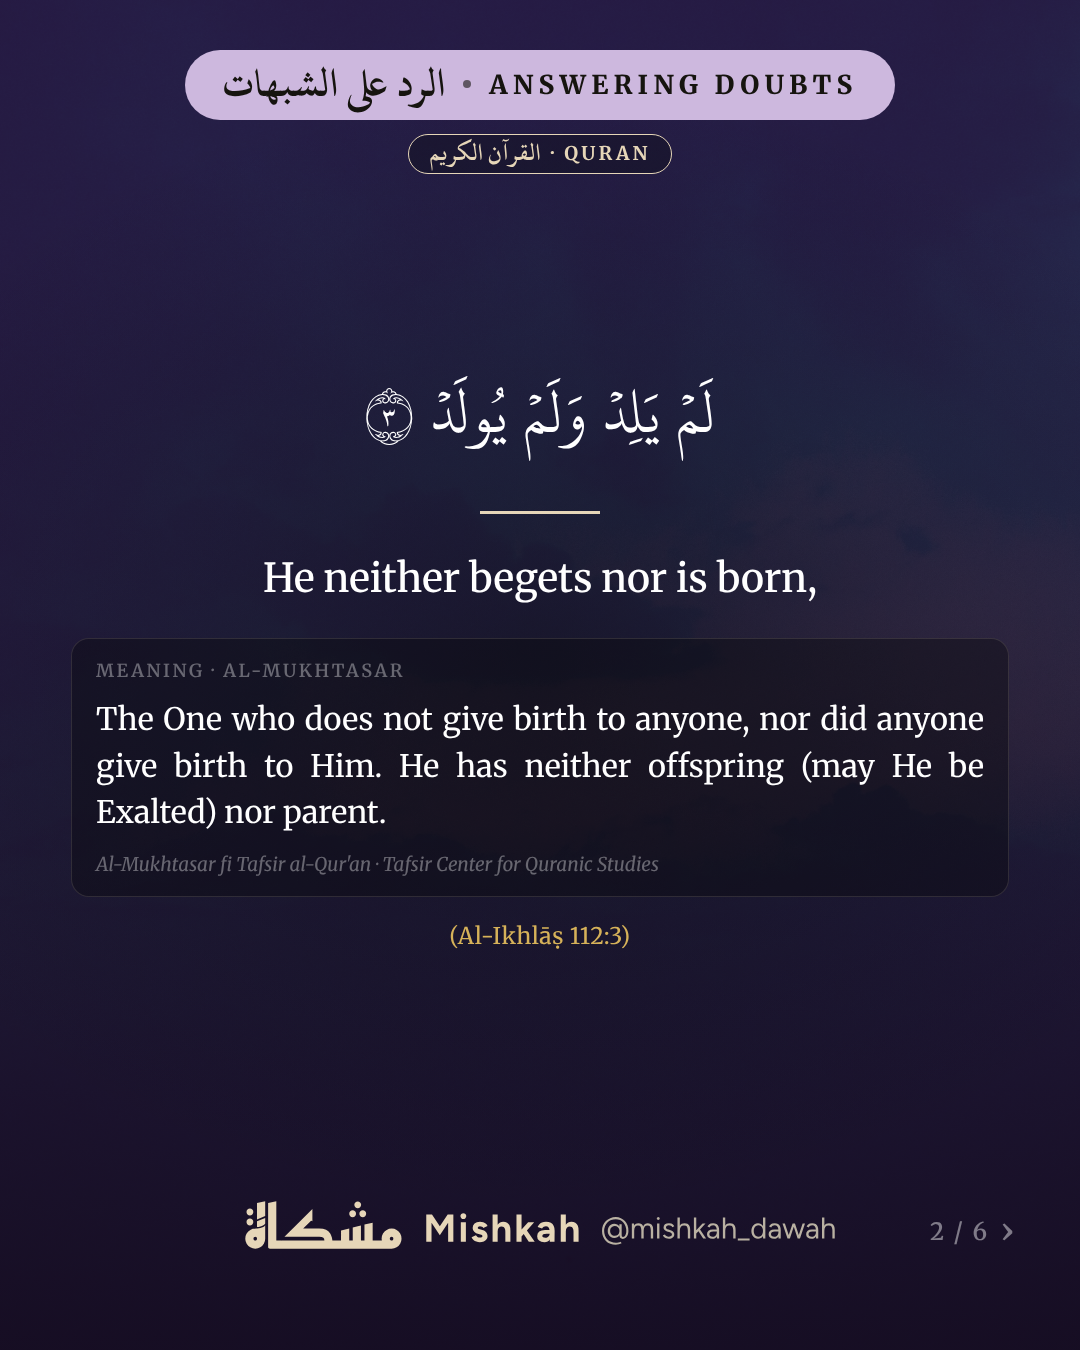 الرد على الشبهات • ANSWERING DOUBTS
القرآن الكريم · QURAN
لَمْ يَلِدْ وَلَمْ يُولَدْ ٣
He neither begets nor is born,
MEANING · AL-MUKHTASAR
The One who does not give birth to anyone, nor did anyone
give birth to Him. He has neither offspring (may He be
Exalted) nor parent.
Al-Mukhtasar fi Tafsir al-Qur'an · Tafsir Center for Quranic Studies
(Al-Ikhlāṣ 112:3)
مشكاة Mishkah @mishkah_dawah 2 / 6 ›